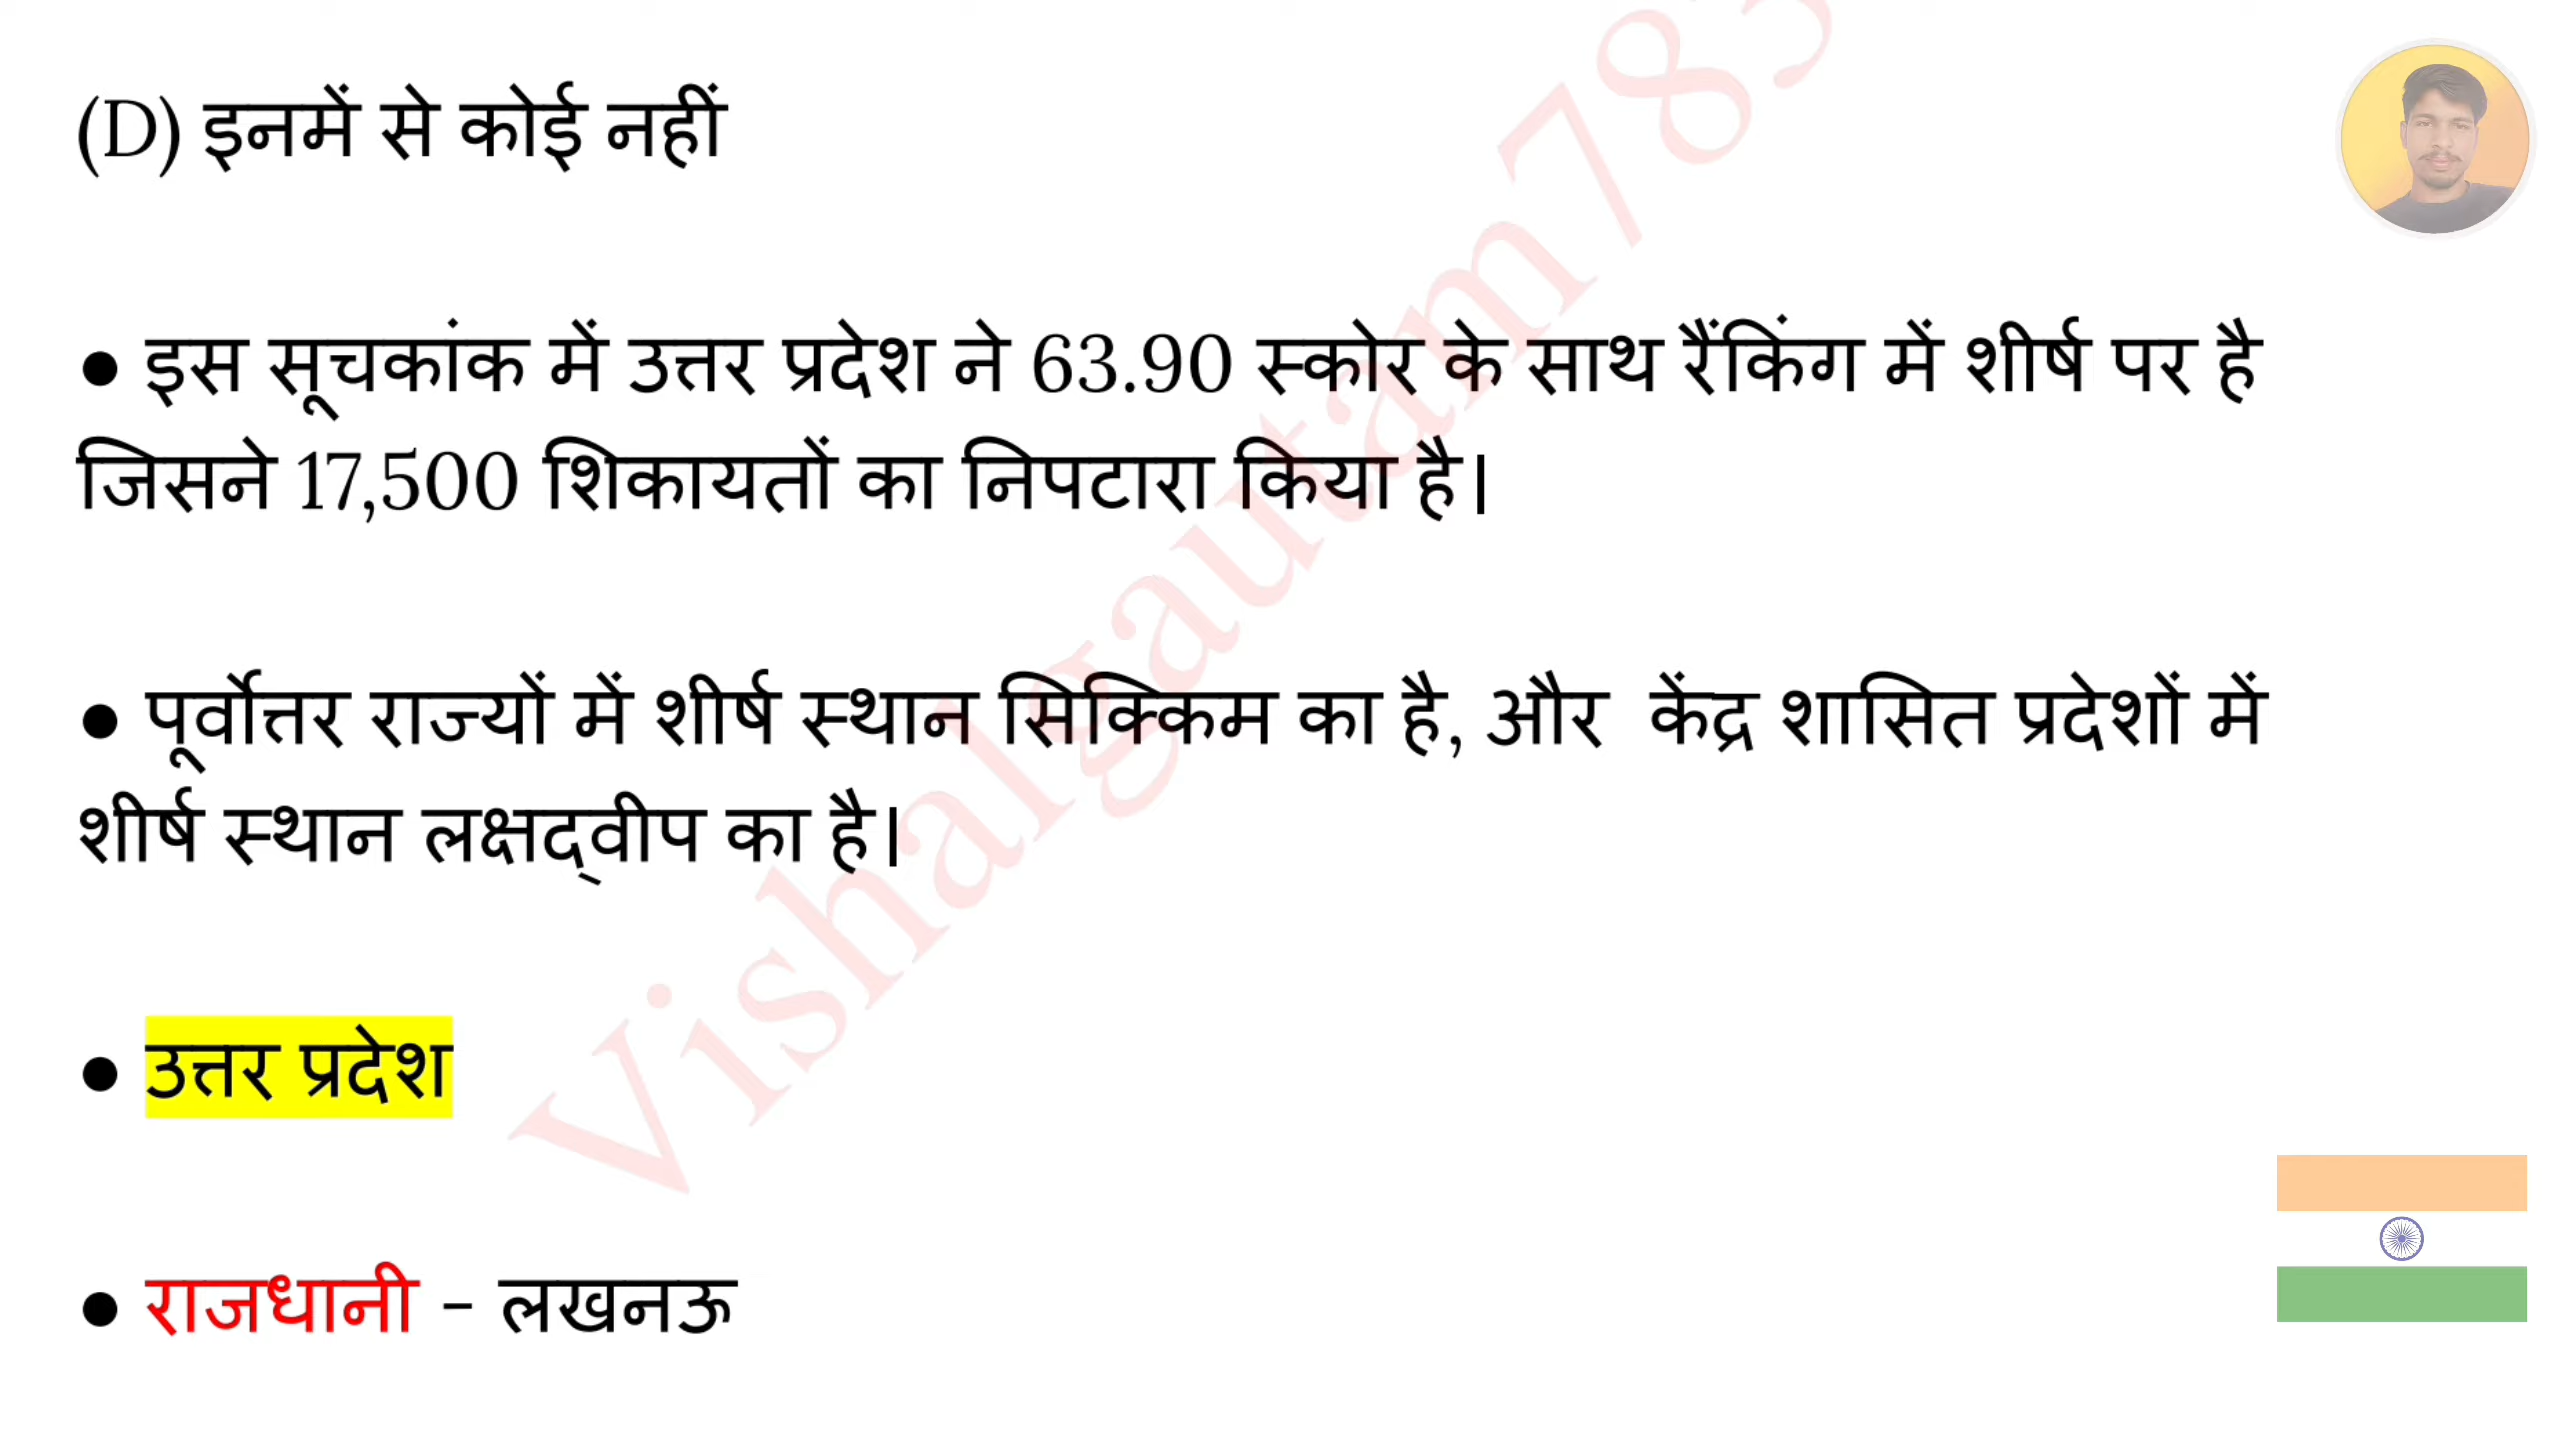 (D) इनमें से कोई नहीं
● इस सूचकांक में उत्तर प्रदेश ने 63.90 स्कोर के साथ रैंकिंग में शीर्ष पर है
जिसने 17,500 शिकायतों का निपटारा किया है।
● पूर्वोत्तर राज्यों में शीर्ष स्थान सिक्किम का है, और केंद्र शासित प्रदेशों में
शीर्ष स्थान लक्षद्वीप का है।
● उत्तर प्रदेश
● राजधानी - लखनऊ
Vishalgautam783